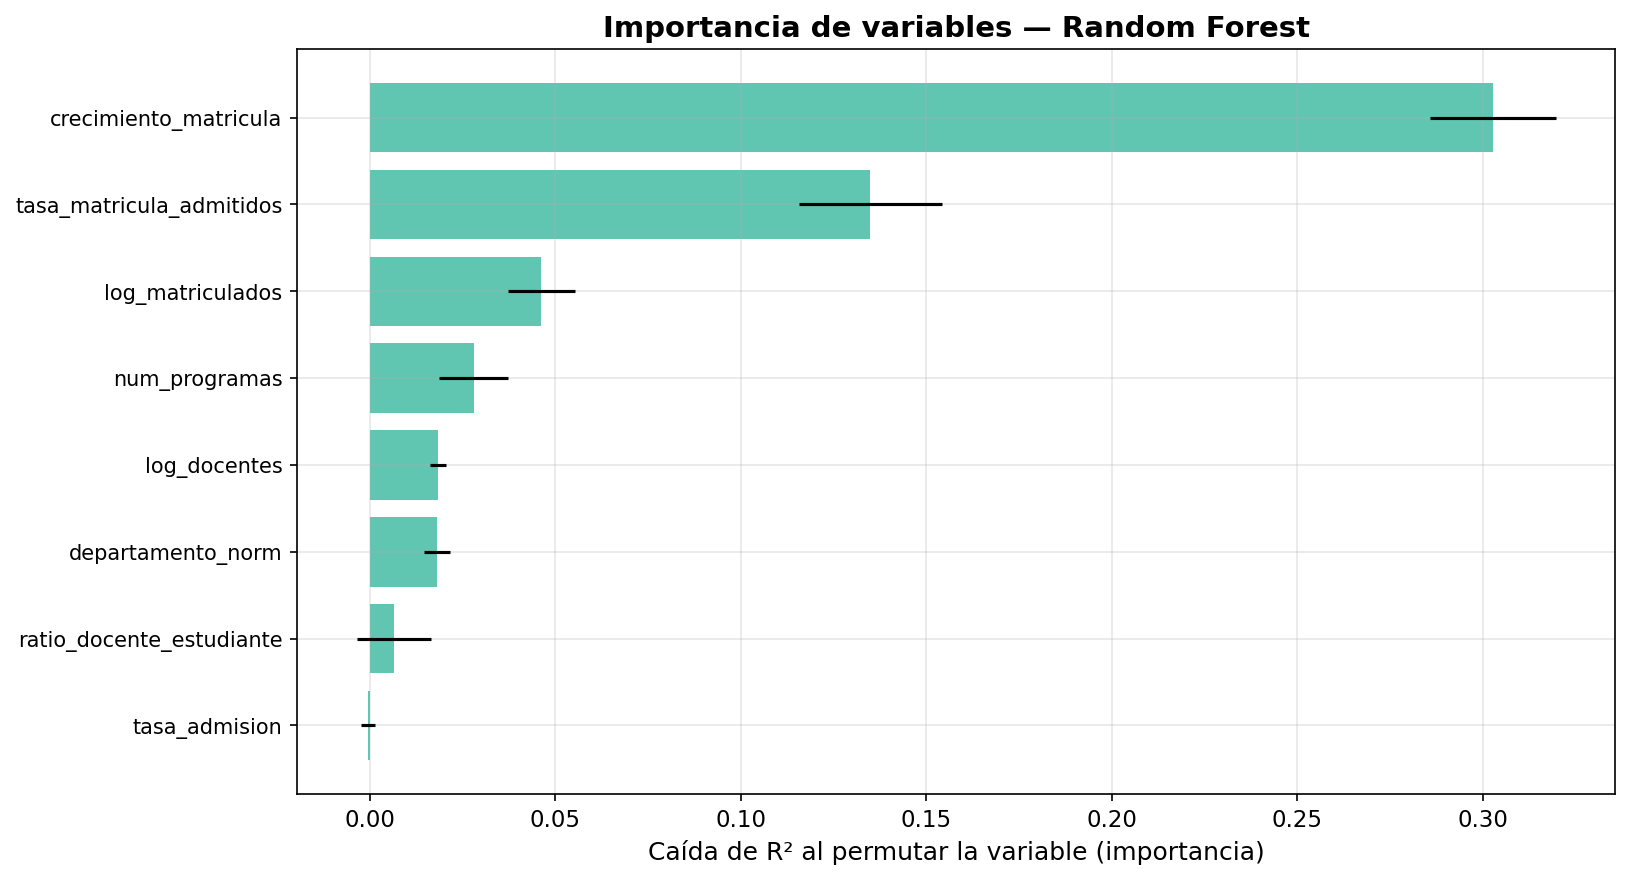 Importancia de variables — Random Forest
crecimiento_matricula
tasa_matricula_admitidos
log_matriculados
num_programas
log_docentes
departamento_norm
ratio_docente_estudiante
tasa_admision
0.00 0.05 0.10 0.15 0.20 0.25 0.30
Caída de R² al permutar la variable (importancia)